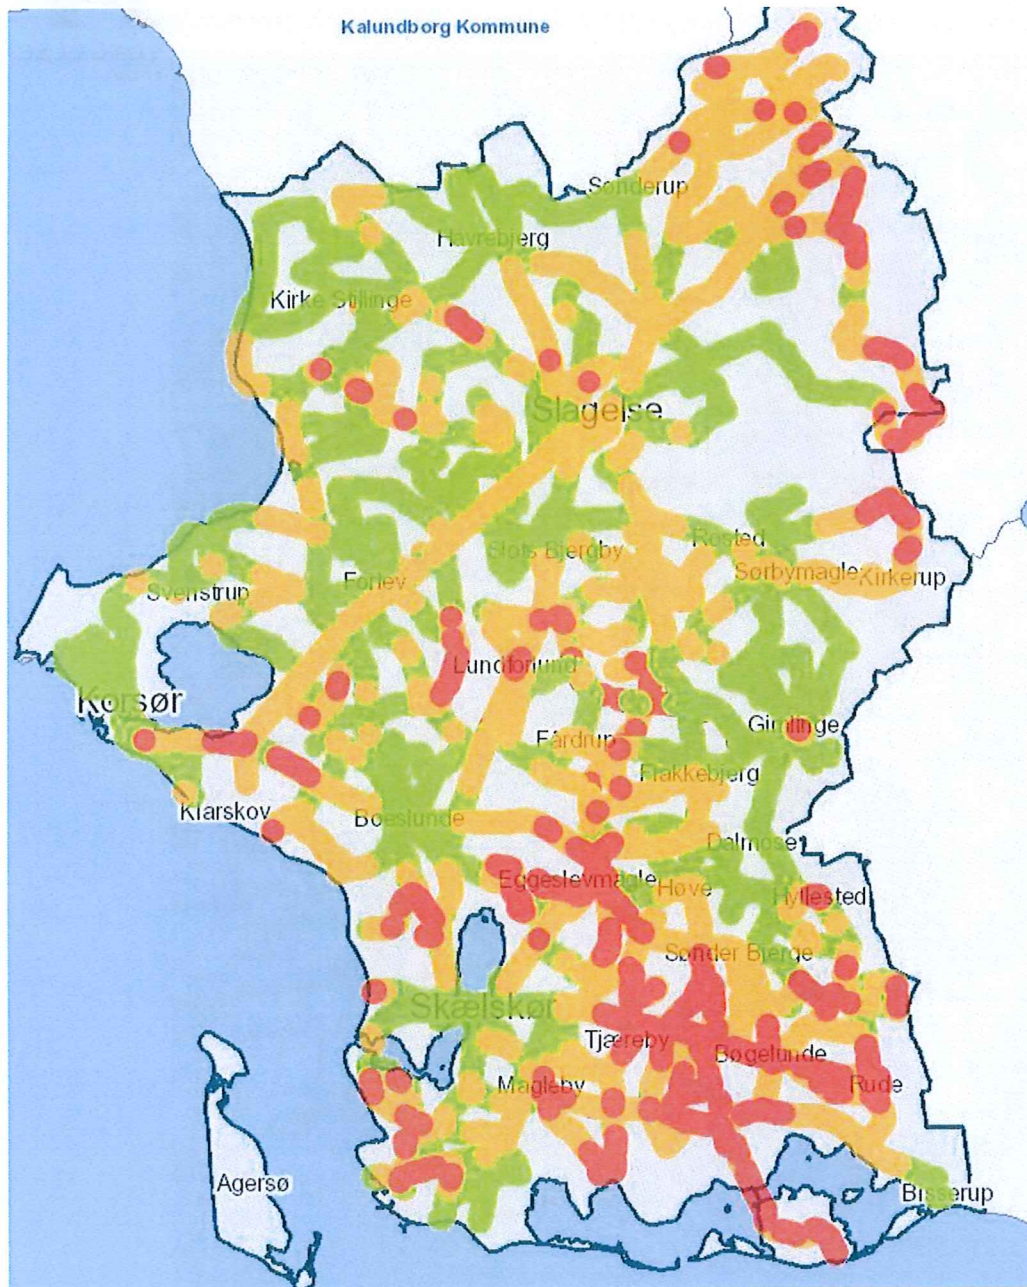 Kalundborg Kommune
Sønderup
Havrebjerg
Kirke Stillinge
Slagelse
Rosted
Slots Bjergby
Sørbymagle
Kirkerup
Forlev
Svenstrup
Lundforlund
Korsør
Gimlinge
Fårdrup
Flakkebjerg
Klarskov
Boeslunde
Dalmose
Eggeslevmagle
Høve
Hyllested
Sønder Bjerge
Skælskør
Tjæreby
Bøgelunde
Magleby
Rude
Agersø
Bisserup